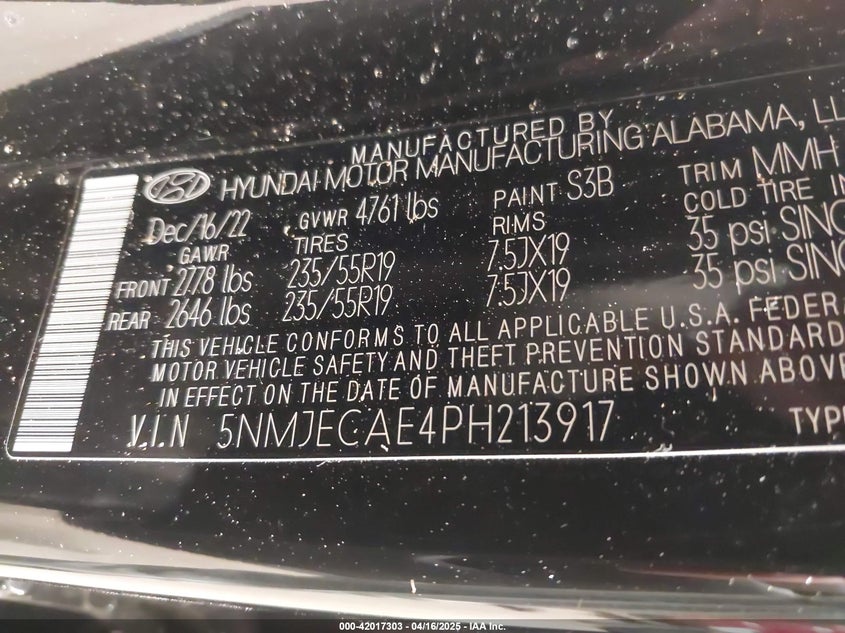 MANUFACTURED BY
HYUNDAI MOTOR MANUFACTURING ALABAMA, LL
Dec/16/22 GVWR 4761 lbs PAINT S3B TRIM MMH
GAWR TIRES RIMS COLD TIRE IN
FRONT 2778 lbs 235/55R19 7.5JX19 35 psi SING
REAR 2646 lbs 235/55R19 7.5JX19 35 psi SING
THIS VEHICLE CONFORMS TO ALL APPLICABLE U.S.A. FEDERA
MOTOR VEHICLE SAFETY AND THEFT PREVENTION STANDARD
IN EFFECT ON THE DATE OF MANUFACTURE SHOWN ABOVE
V.I.N 5NMJECAE4PH213917 TYPE
000-42017303 - 04/16/2025 - IAA Inc.